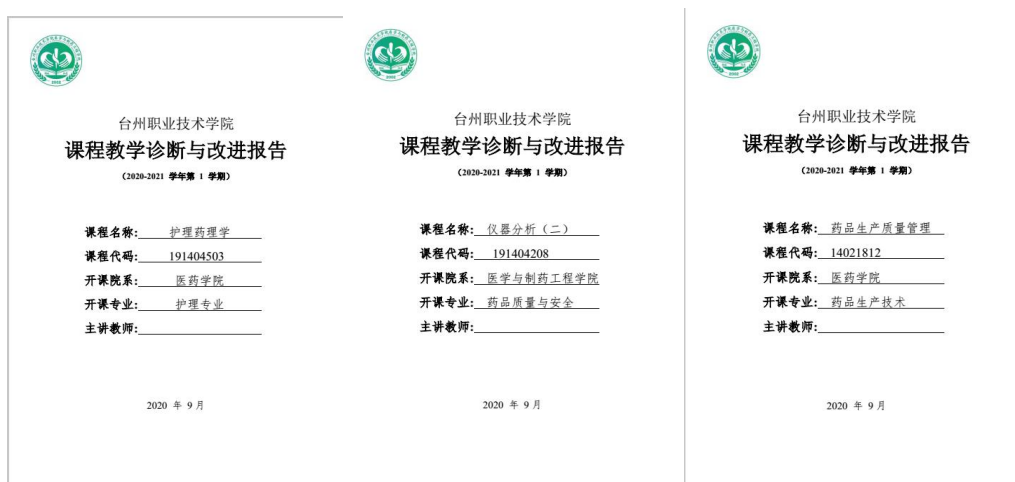 台州职业技术学院
课程教学诊断与改进报告
（2020-2021 学年第 1 学期）
课程名称: 护理药理学
课程代码: 191404503
开课院系: 医药学院
开课专业: 护理专业
主讲教师:
2020 年 9 月
台州职业技术学院
课程教学诊断与改进报告
（2020-2021 学年第 1 学期）
课程名称: 仪器分析（二）
课程代码: 191404208
开课院系: 医学与制药工程学院
开课专业: 药品质量与安全
主讲教师:
2020 年 9 月
台州职业技术学院
课程教学诊断与改进报告
（2020-2021 学年第 1 学期）
课程名称: 药品生产质量管理
课程代码: 14021812
开课院系: 医药学院
开课专业: 药品生产技术
主讲教师:
2020 年 9 月